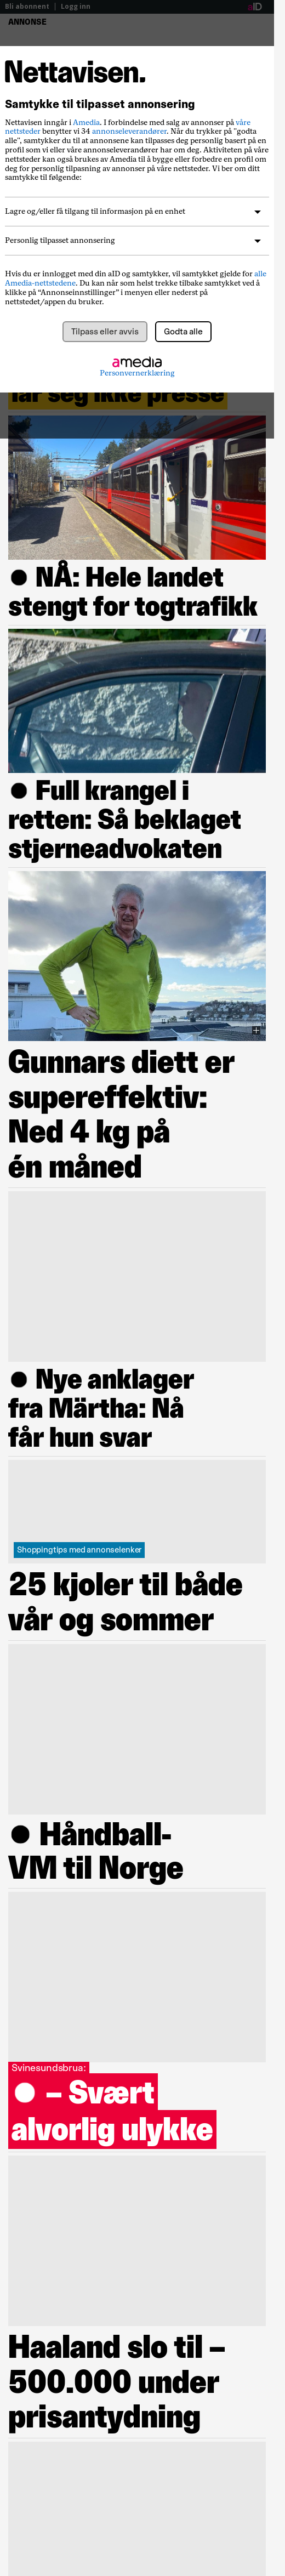 Bli abonnent | Logg inn
aID
ANNONSE
Nettavisen.
Samtykke til tilpasset annonsering
Nettavisen inngår i Amedia. I forbindelse med salg av annonser på våre
nettsteder benytter vi 34 annonseleverandører. Når du trykker på "godta
alle", samtykker du til at annonsene kan tilpasses deg personlig basert på en
profil som vi eller våre annonseleverandører har om deg. Aktiviteten på våre
nettsteder kan også brukes av Amedia til å bygge eller forbedre en profil om
deg for personlig tilpasning av annonser på våre nettsteder. Vi ber om ditt
samtykke til følgende:
Lagre og/eller få tilgang til informasjon på en enhet
Personlig tilpasset annonsering
Hvis du er innlogget med din aID og samtykker, vil samtykket gjelde for alle
Amedia-nettstedene. Du kan når som helst trekke tilbake samtykket ved å
klikke på “Annonseinnstillinger” i menyen eller nederst på
nettstedet/appen du bruker.
Tilpass eller avvis
Godta alle
amedia
Personvernerklæring
lar seg ikke presse
NÅ: Hele landet
stengt for togtrafikk
Full krangel i
retten: Så beklaget
stjerneadvokaten
Gunnars diett er
supereffektiv:
Ned 4 kg på
én måned
Nye anklager
fra Märtha: Nå
får hun svar
Shoppingtips med annonselenker
25 kjoler til både
vår og sommer
Håndball-
VM til Norge
Svinesundsbrua:
– Svært
alvorlig ulykke
Haaland slo til –
500.000 under
prisantydning